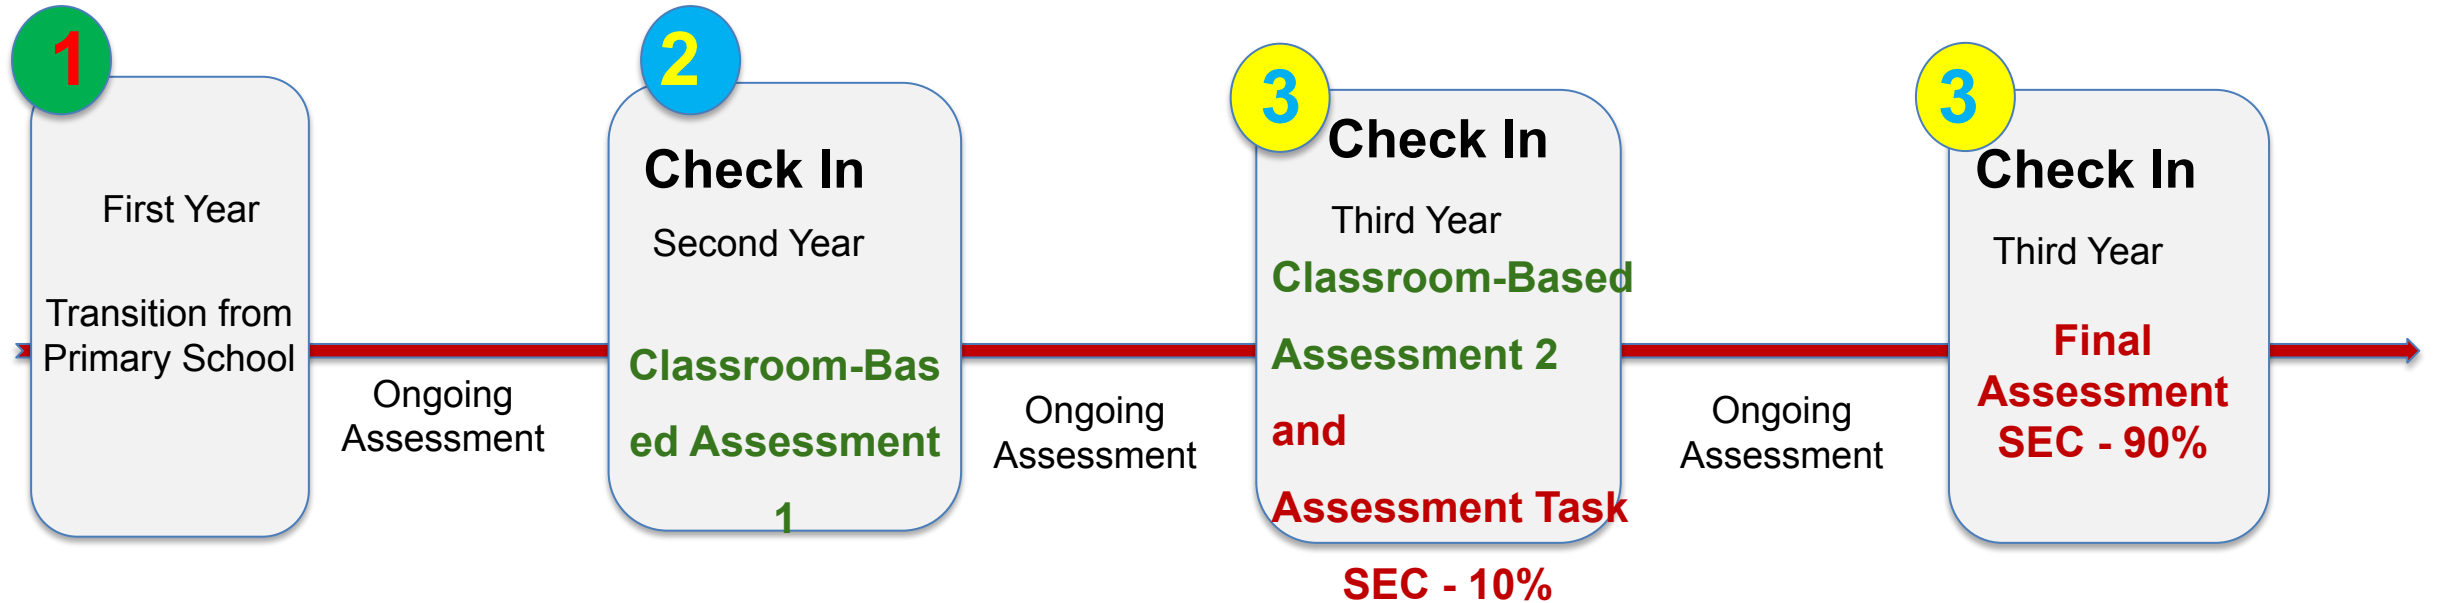 1
First Year
Transition from
Primary School
Ongoing
Assessment
2
Check In
Second Year
Classroom-Bas
ed Assessment
1
Ongoing
Assessment
3
Check In
Third Year
Classroom-Based
Assessment 2
and
Assessment Task
SEC - 10%
Ongoing
Assessment
3
Check In
Third Year
Final
Assessment
SEC - 90%